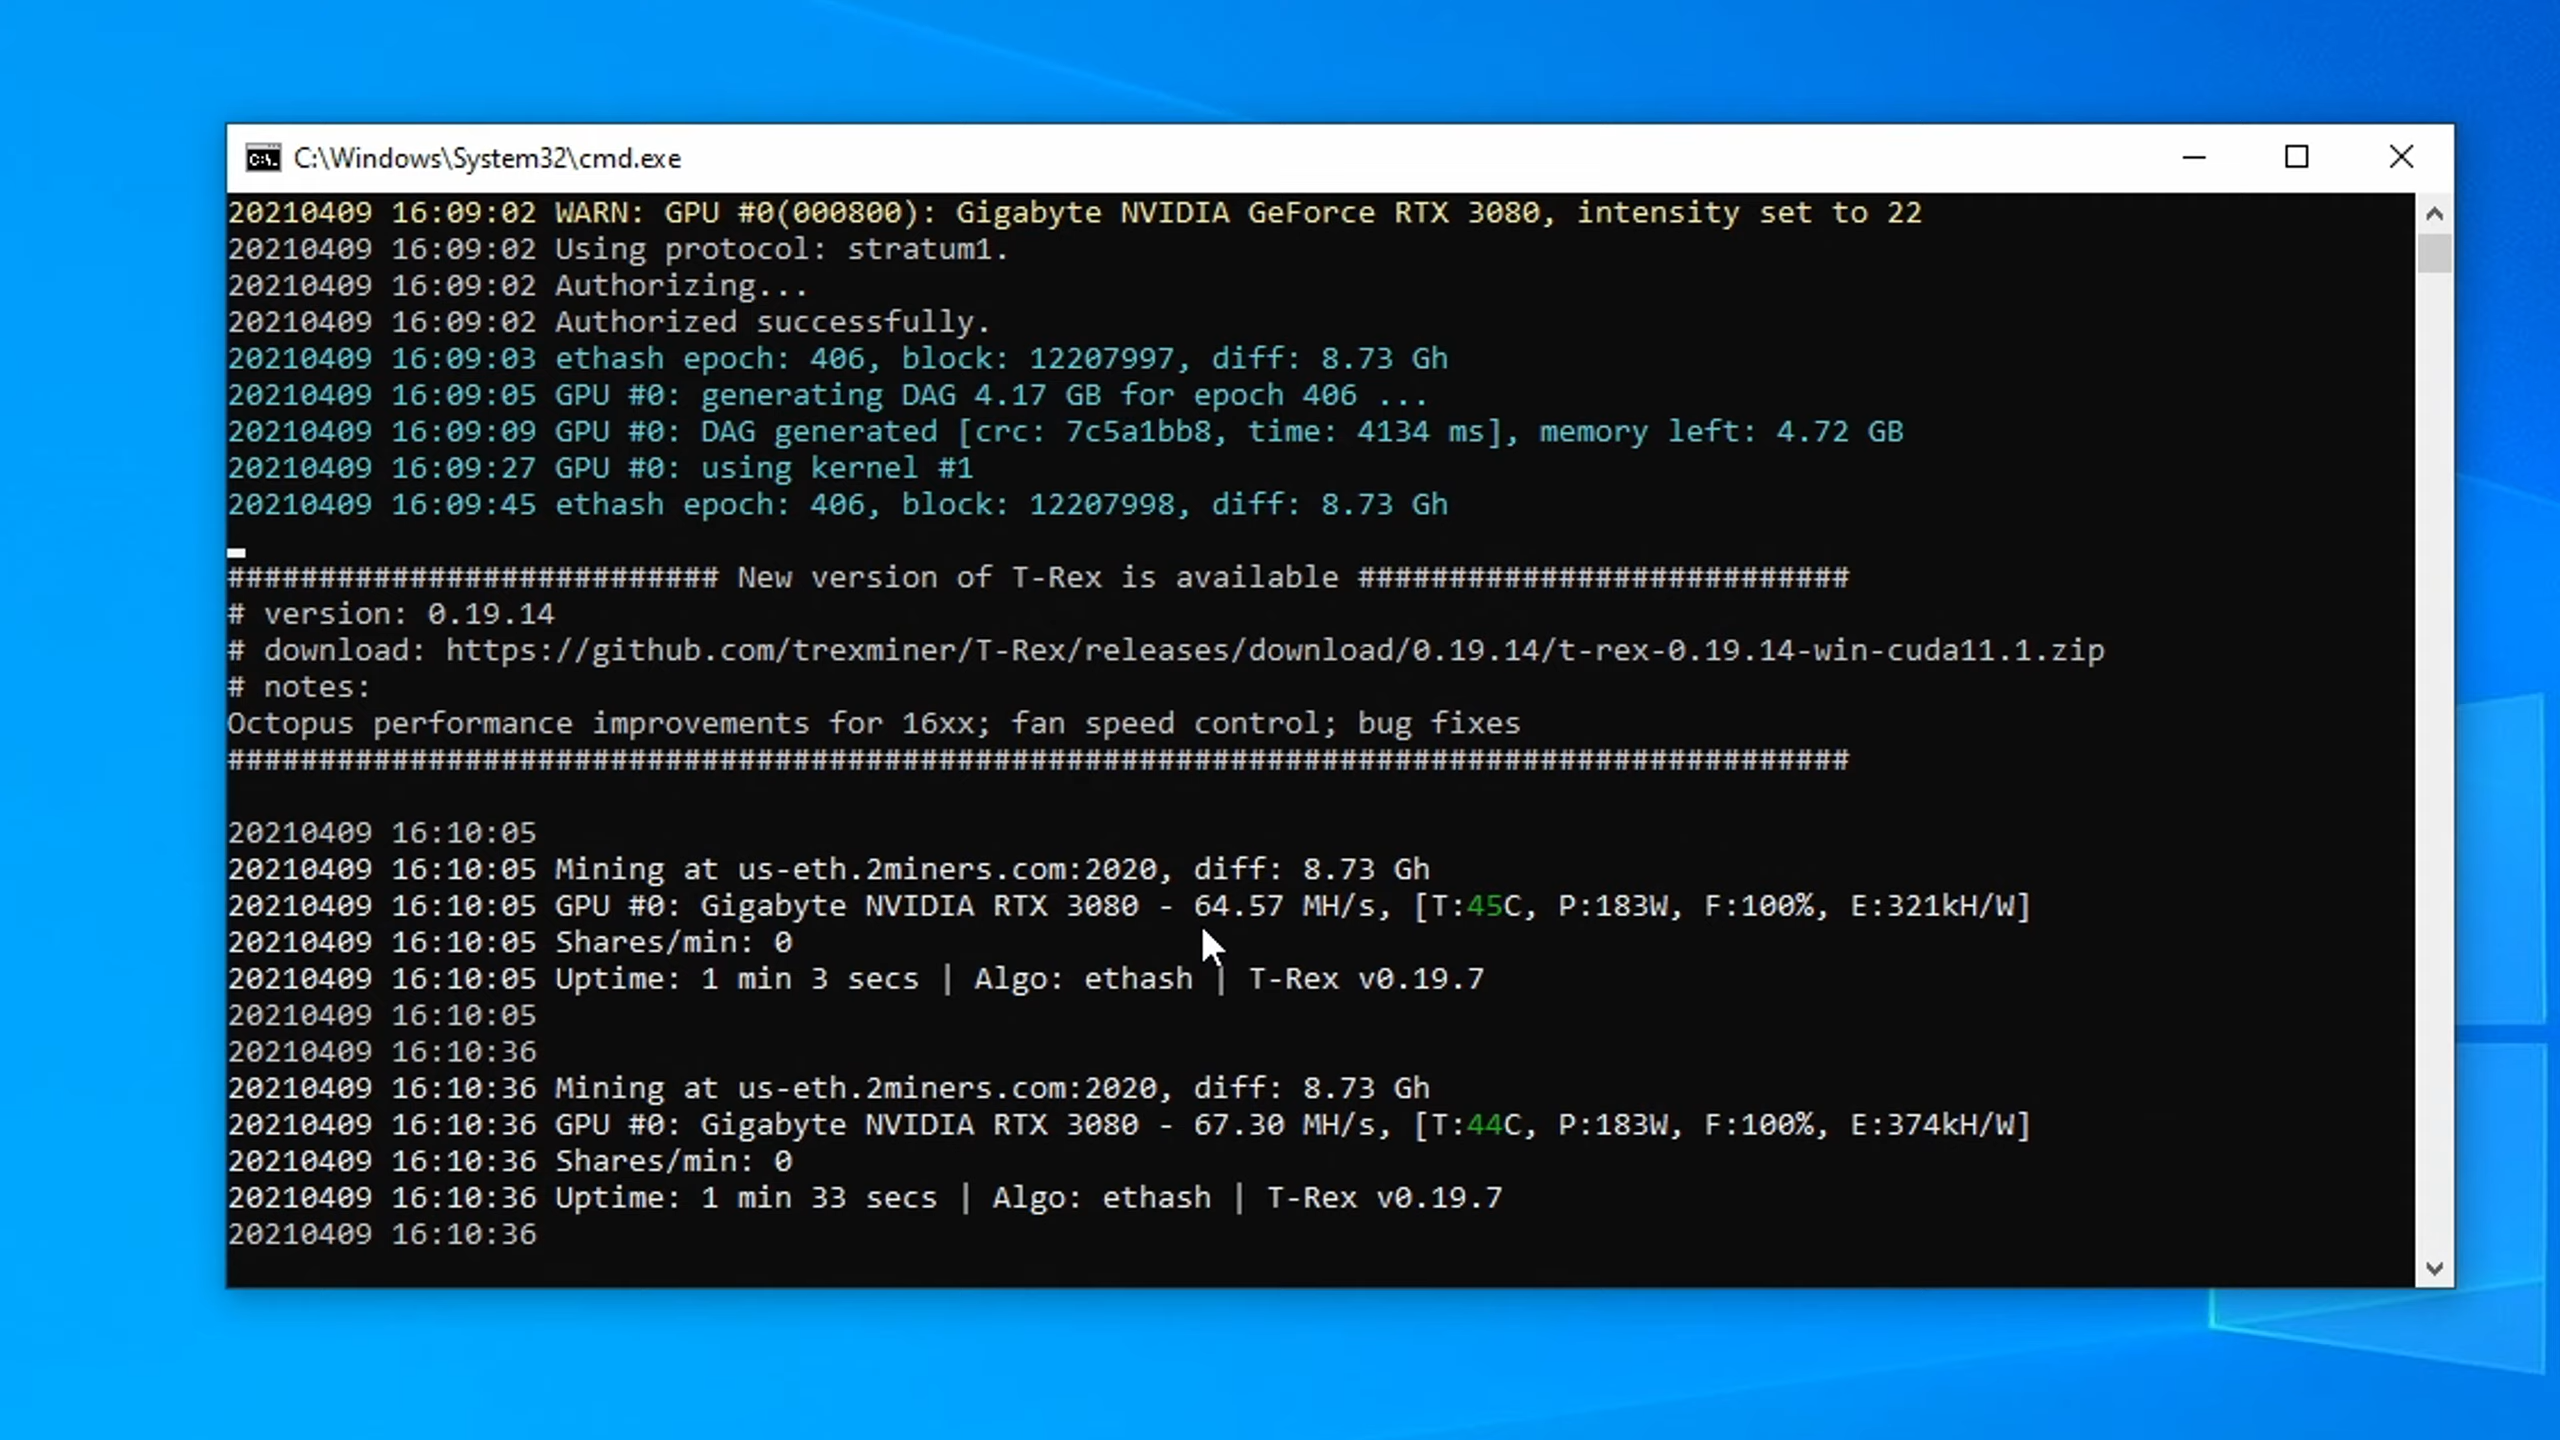 C:\Windows\System32\cmd.exe
20210409 16:09:02 WARN: GPU #0(000800): Gigabyte NVIDIA GeForce RTX 3080, intensity set to 22
20210409 16:09:02 Using protocol: stratum1.
20210409 16:09:02 Authorizing...
20210409 16:09:02 Authorized successfully.
20210409 16:09:03 ethash epoch: 406, block: 12207997, diff: 8.73 Gh
20210409 16:09:05 GPU #0: generating DAG 4.17 GB for epoch 406 ...
20210409 16:09:09 GPU #0: DAG generated [crc: 7c5a1bb8, time: 4134 ms], memory left: 4.72 GB
20210409 16:09:27 GPU #0: using kernel #1
20210409 16:09:45 ethash epoch: 406, block: 12207998, diff: 8.73 Gh
########################### New version of T-Rex is available ###########################
# version: 0.19.14
# download: https://github.com/trexminer/T-Rex/releases/download/0.19.14/t-rex-0.19.14-win-cuda11.1.zip
# notes:
Octopus performance improvements for 16xx; fan speed control; bug fixes
#########################################################################################
20210409 16:10:05
20210409 16:10:05 Mining at us-eth.2miners.com:2020, diff: 8.73 Gh
20210409 16:10:05 GPU #0: Gigabyte NVIDIA RTX 3080 - 64.57 MH/s, [T:45C, P:183W, F:100%, E:321kH/W]
20210409 16:10:05 Shares/min: 0
20210409 16:10:05 Uptime: 1 min 3 secs | Algo: ethash | T-Rex v0.19.7
20210409 16:10:05
20210409 16:10:36
20210409 16:10:36 Mining at us-eth.2miners.com:2020, diff: 8.73 Gh
20210409 16:10:36 GPU #0: Gigabyte NVIDIA RTX 3080 - 67.30 MH/s, [T:44C, P:183W, F:100%, E:374kH/W]
20210409 16:10:36 Shares/min: 0
20210409 16:10:36 Uptime: 1 min 33 secs | Algo: ethash | T-Rex v0.19.7
20210409 16:10:36